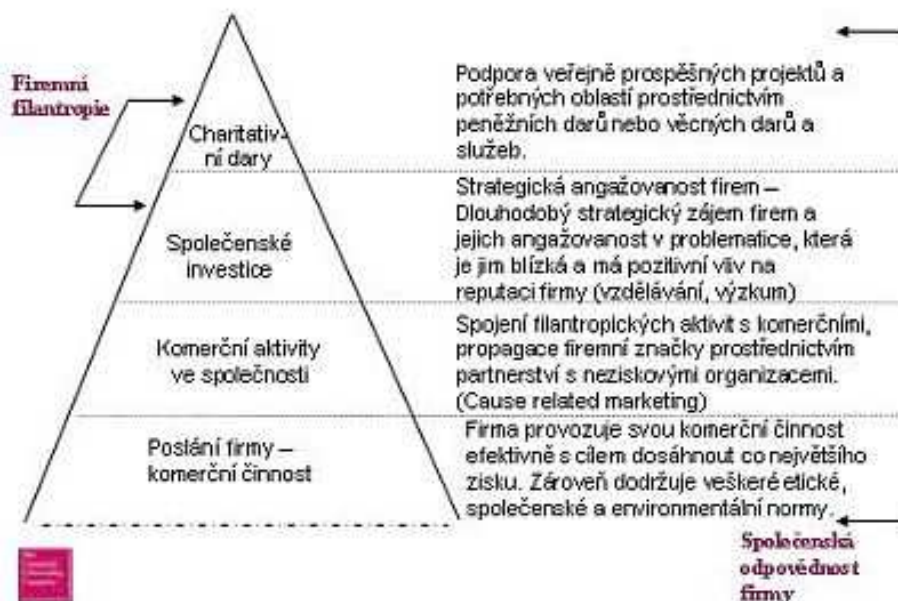 Firemní
filantropie
Charitativ-
ní dary
Podpora veřejně prospěšných projektů a
potřebných oblastí prostřednictvím
peněžních darů nebo věcných darů a
služeb.
Společenské
investice
Strategická angažovanost firem –
Dlouhodobý strategický zájem firem a
jejich angažovanost v problematice, která
je jim blízká a má pozitivní vliv na
reputaci firmy (vzdělávání, výzkum)
Komerční aktivity
ve společnosti
Spojení filantropických aktivit s komerčními,
propagace firemní značky prostřednictvím
partnerství s neziskovými organizacemi.
(Cause related marketing)
Poslání firmy –
komerční činnost
Firma provozuje svou komerční činnost
efektivně s cílem dosáhnout co největšího
zisku. Zároveň dodržuje veškeré etické,
společenské a environmentální normy.
Společenská
odpovědnost
firmy